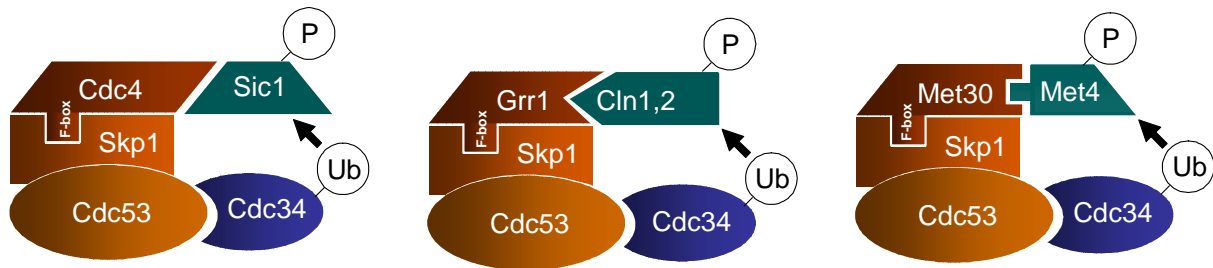 P
Cdc4
Sic1
F-box
Skp1
Ub
Cdc53
Cdc34
P
Grr1
Cln1,2
F-box
Skp1
Ub
Cdc53
Cdc34
P
Met30
Met4
F-box
Skp1
Ub
Cdc53
Cdc34